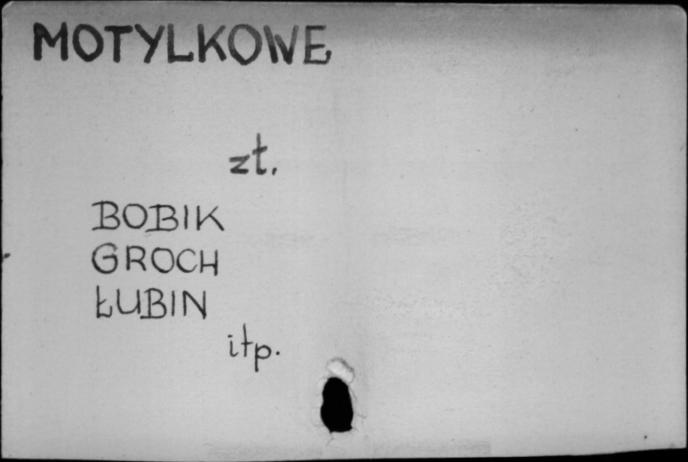 MOTYLKOWE
zt.
BOBIK
GROCH
ŁUBIN
itp.